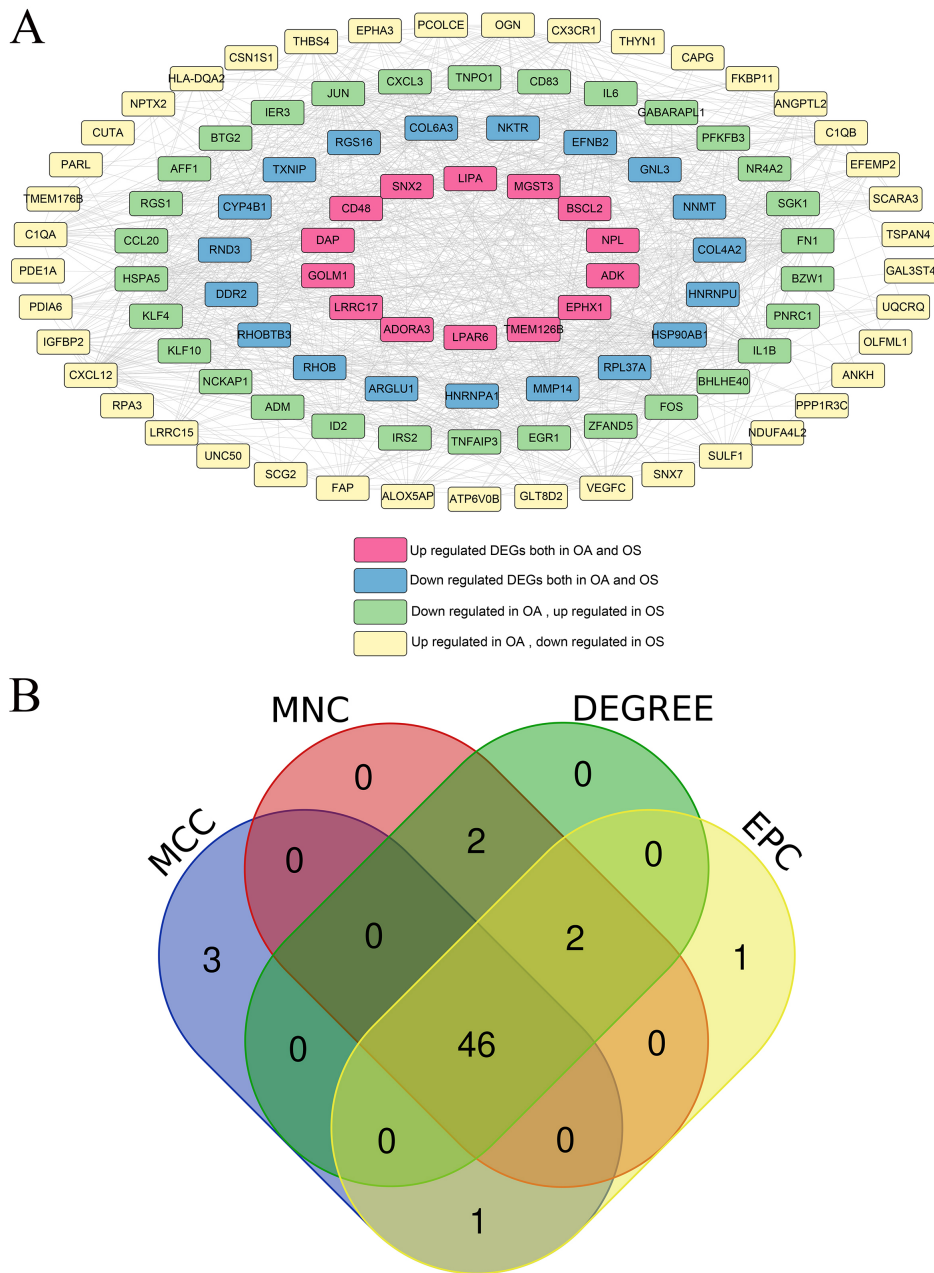 A
PCOLCE
OGN
EPHA3
CX3CR1
THBS4
THYN1
CSN1S1
CAPG
HLA-DQA2
FKBP11
NPTX2
ANGPTL2
CUTA
C1QB
PARL
EFEMP2
TMEM176B
SCARA3
C1QA
TSPAN4
PDE1A
GAL3ST4
PDIA6
UQCRQ
IGFBP2
OLFML1
CXCL12
ANKH
RPA3
PPP1R3C
LRRC15
NDUFA4L2
UNC50
SULF1
SCG2
SNX7
FAP
VEGFC
ALOX5AP
ATP6V0B
GLT8D2
TNPO1
CXCL3
CD83
JUN
IL6
IER3
GABARAPL1
BTG2
PFKFB3
AFF1
NR4A2
RGS1
SGK1
CCL20
FN1
HSPA5
BZW1
KLF4
PNRC1
KLF10
IL1B
NCKAP1
BHLHE40
ADM
FOS
ID2
ZFAND5
IRS2
TNFAIP3
EGR1
COL6A3
NKTR
RGS16
EFNB2
TXNIP
GNL3
CYP4B1
NNMT
RND3
COL4A2
DDR2
HNRNPU
RHOBTB3
HSP90AB1
RHOB
RPL37A
ARGLU1
HNRNPA1
MMP14
LIPA
SNX2
MGST3
CD48
BSCL2
DAP
NPL
GOLM1
ADK
LRRC17
EPHX1
ADORA3
LPAR6
TMEM126B
Up regulated DEGs both in OA and OS
Down regulated DEGs both in OA and OS
Down regulated in OA , up regulated in OS
Up regulated in OA , down regulated in OS
B
MNC
DEGREE
MCC
EPC
0
0
2
0
0
0
2
3
1
0
46
0
0
0
1